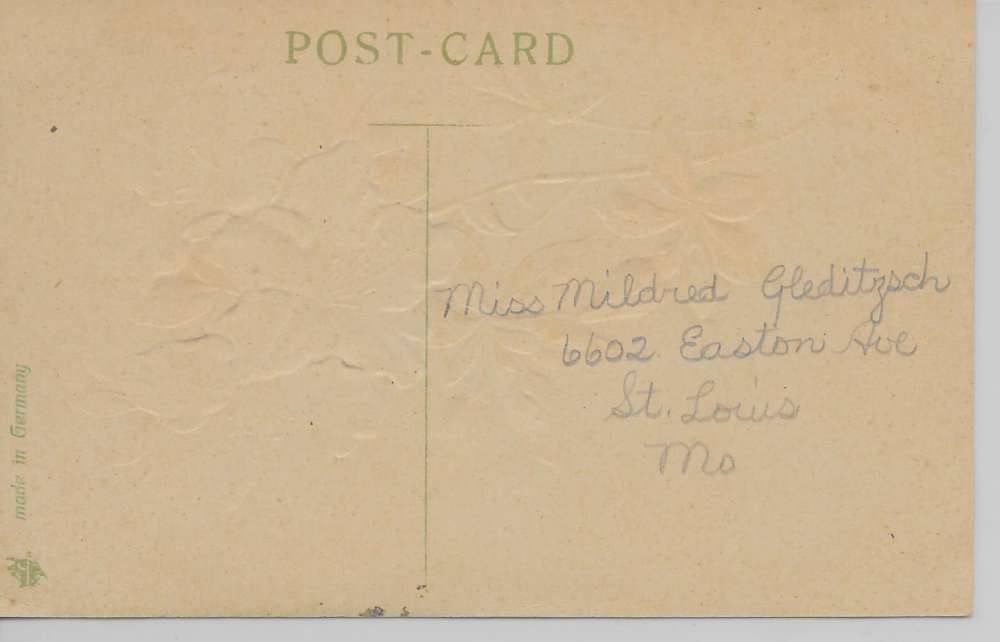 POST-CARD
Miss Mildred Gleditzsch
6602 Easton Ave
St. Louis
Mo
made in Germany